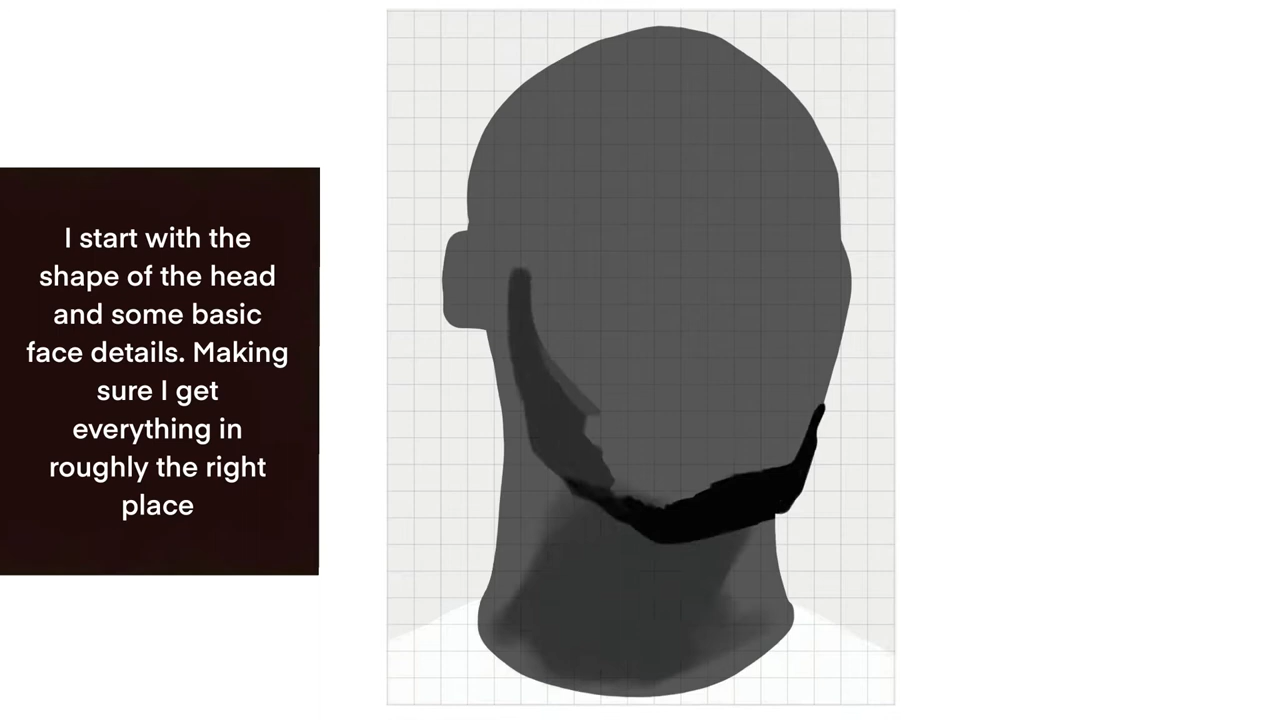 I start with the
shape of the head
and some basic
face details. Making
sure I get
everything in
roughly the right
place